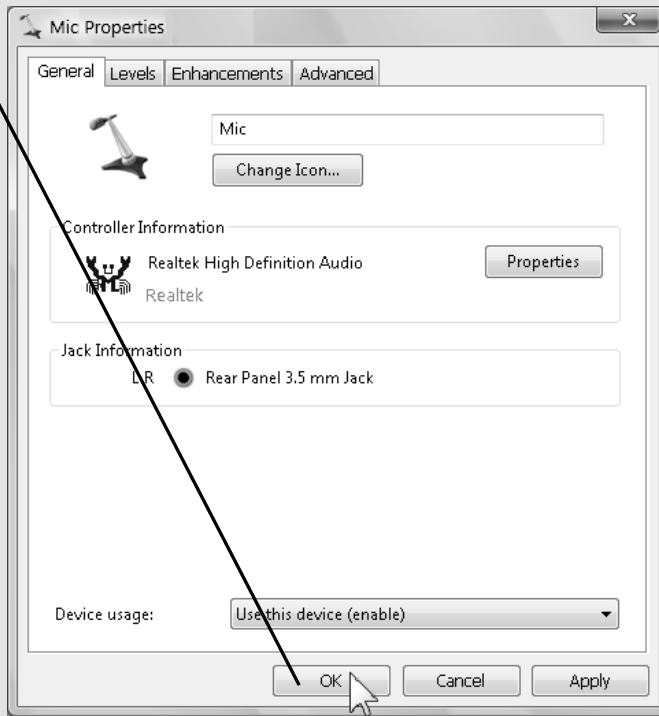 Mic Properties
x
General Levels Enhancements Advanced
Mic
Change Icon...
Controller Information
Realtek High Definition Audio
Properties
Realtek
Jack Information
L R Rear Panel 3.5 mm Jack
Device usage: Use this device (enable)
OK Cancel Apply